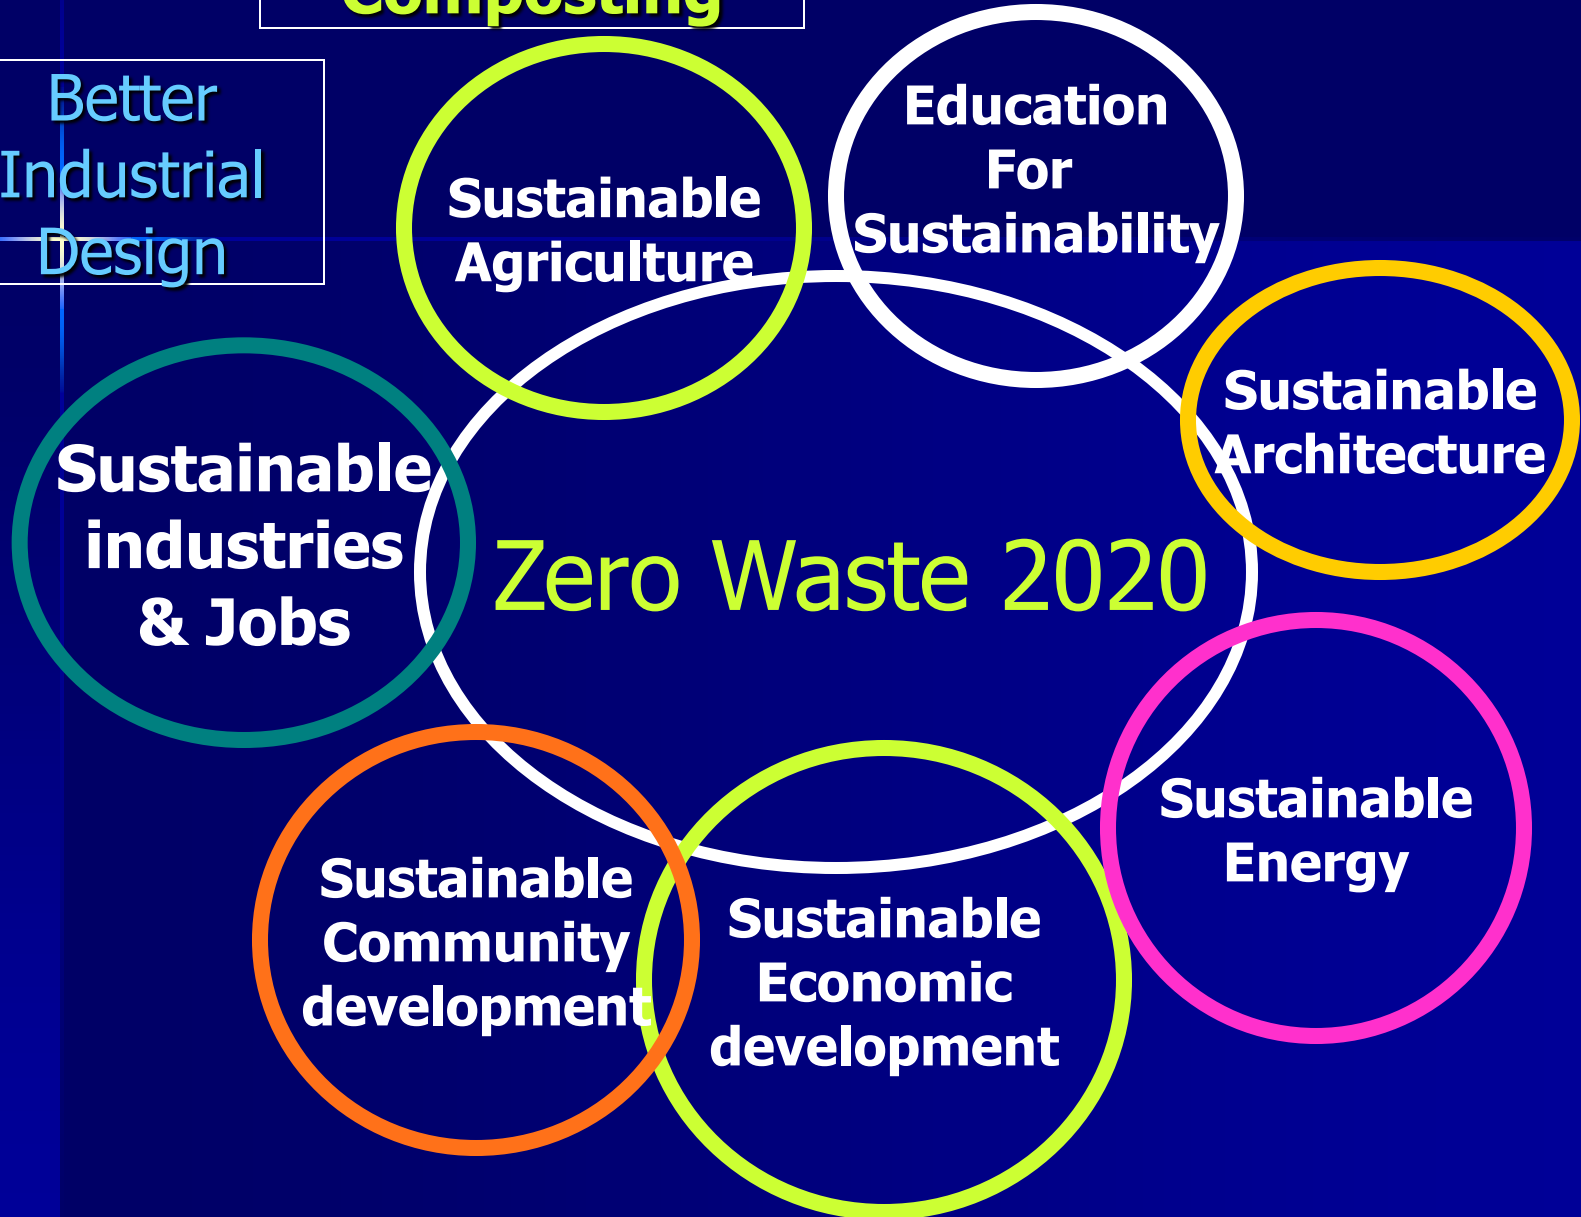 Composting
Better
Industrial
Design
Education
For
Sustainability
Sustainable
Agriculture
Sustainable
Architecture
Sustainable
industries
& Jobs
Zero Waste 2020
Sustainable
Energy
Sustainable
Community
development
Sustainable
Economic
development